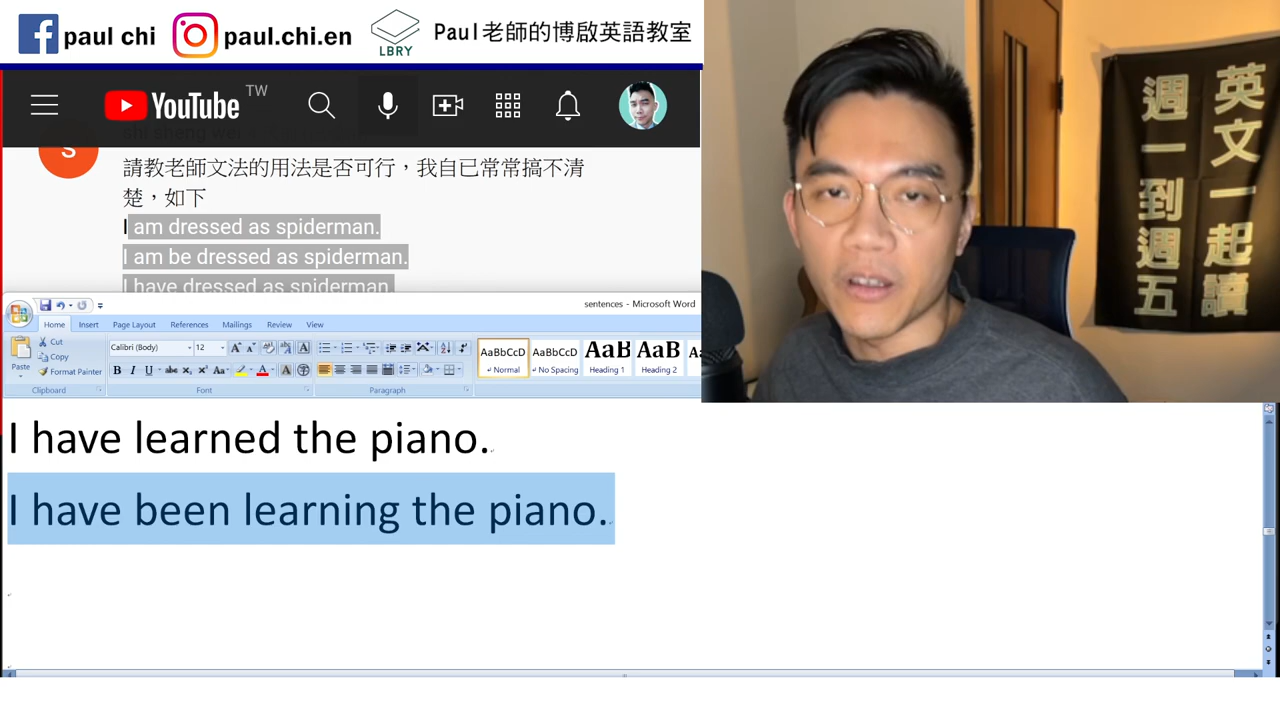 paul chi
paul.chi.en
LBRY
Paul老師的博啟英語教室
YouTube TW
S
請教老師文法的用法是否可行，我自已常常搞不清
楚，如下
I am dressed as spiderman.
I am be dressed as spiderman.
I have dressed as spiderman
sentences - Microsoft Word
Home Insert Page Layout References Mailings Review View
Paste
Cut
Copy
Format Painter
Clipboard
Calibri (Body) 12
Font
Paragraph
AaBbCcD AaBbCcD AaBb AaB
Normal No Spacing Heading 1 Heading 2
I have learned the piano.
I have been learning the piano.
英文一起讀
週一到週五